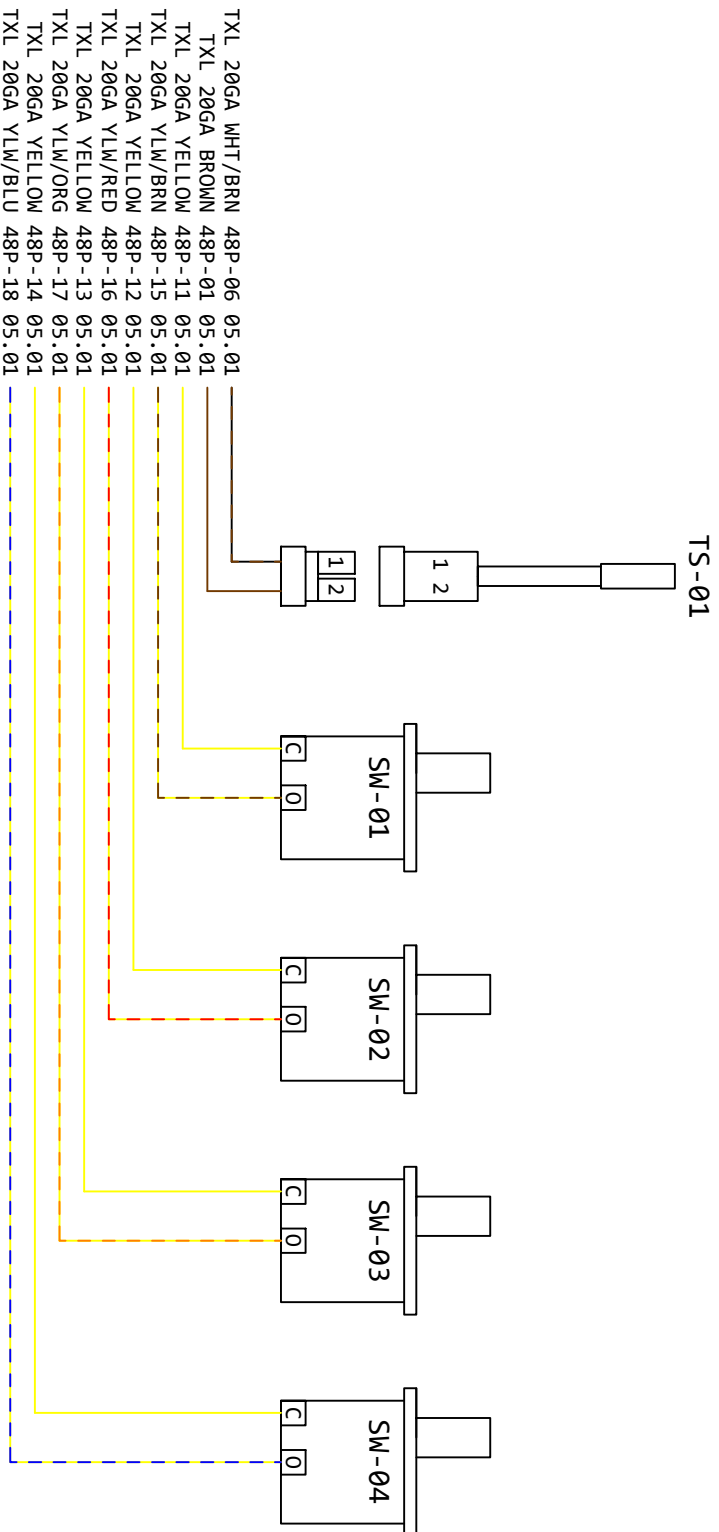 TS-01
TXL 20GA WHT/BRN 48P-06 05.01
TXL 20GA BROWN 48P-01 05.01
TXL 20GA YELLOW 48P-11 05.01
TXL 20GA YLW/BRN 48P-15 05.01
TXL 20GA YELLOW 48P-12 05.01
TXL 20GA YLW/RED 48P-16 05.01
TXL 20GA YELLOW 48P-13 05.01
TXL 20GA YLW/ORG 48P-17 05.01
TXL 20GA YELLOW 48P-14 05.01
TXL 20GA YLW/BLU 48P-18 05.01
1 2
1 2
SW-01
C O
SW-02
C O
SW-03
C O
SW-04
C O